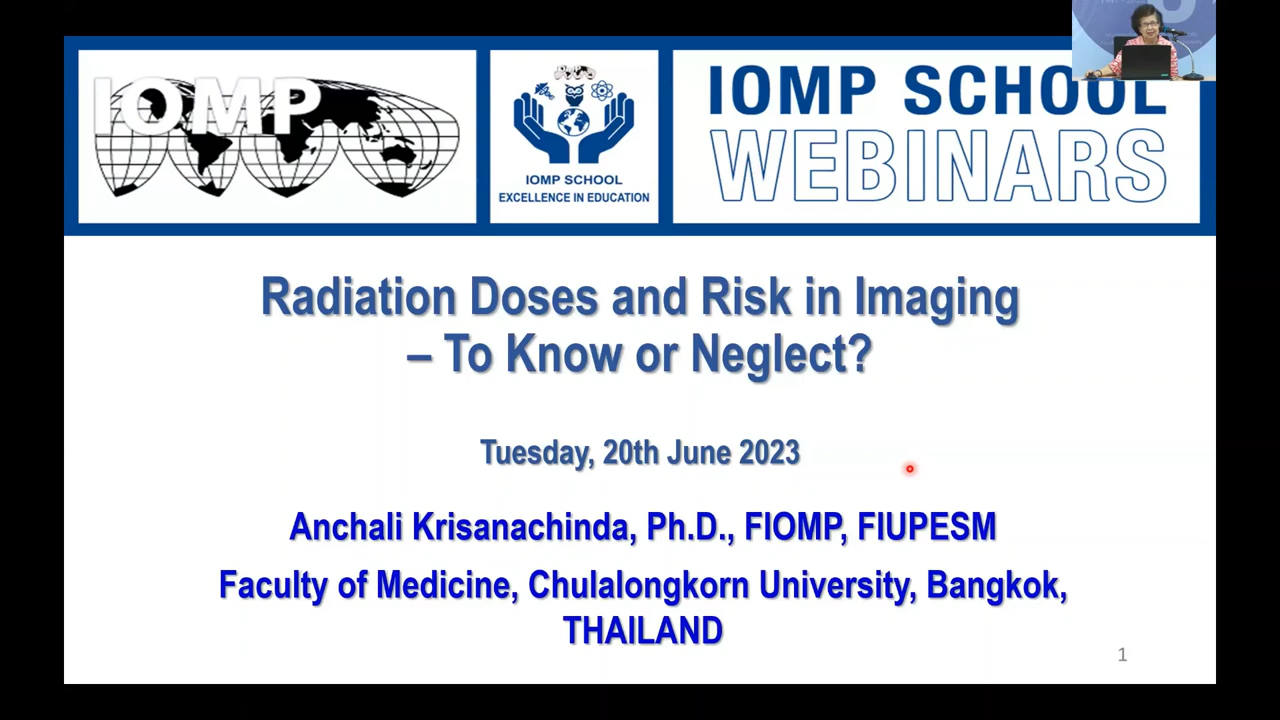 IOMP
IOMP SCHOOL
EXCELLENCE IN EDUCATION
IOMP SCHOOL
WEBINARS
Radiation Doses and Risk in Imaging
– To Know or Neglect?
Tuesday, 20th June 2023
Anchali Krisanachinda, Ph.D., FIOMP, FIUPESM
Faculty of Medicine, Chulalongkorn University, Bangkok,
THAILAND
1